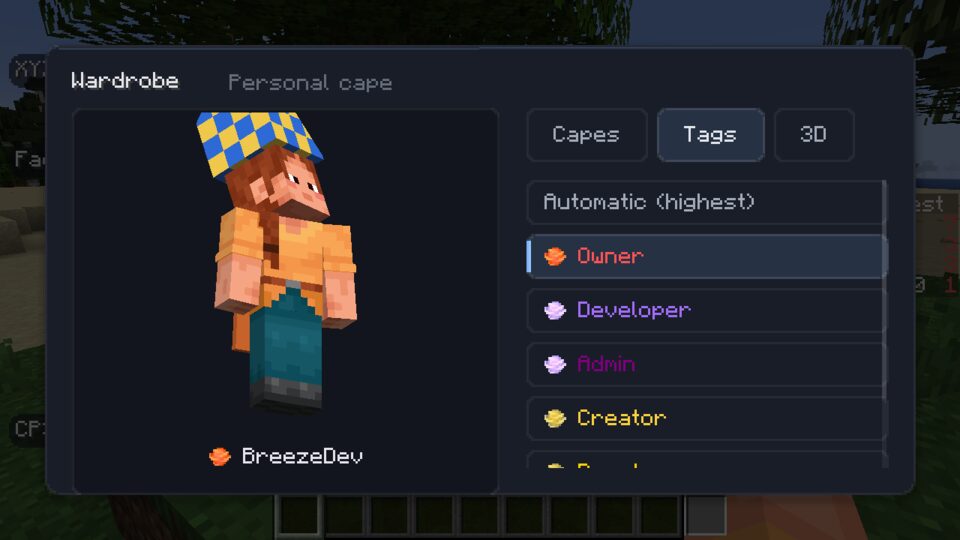 Wardrobe
Personal cape
Capes
Tags
3D
Automatic (highest)
Owner
Developer
Admin
Creator
BreezeDev